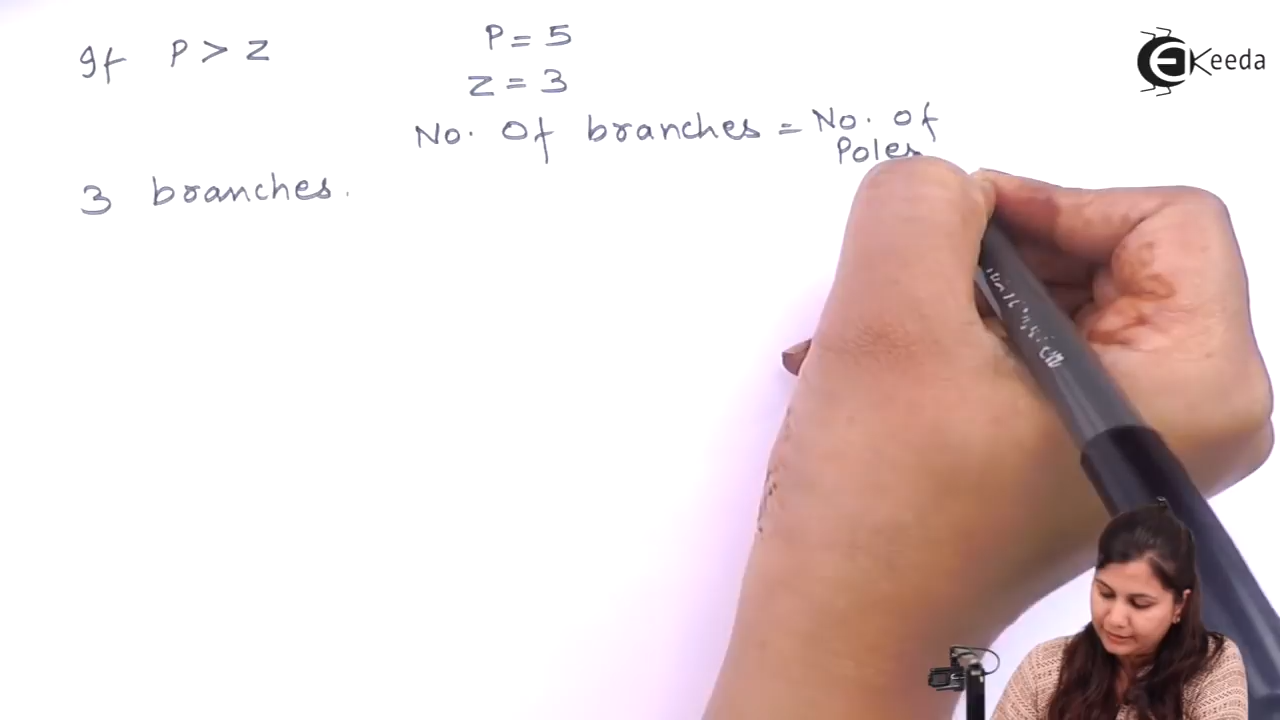 If P > Z
P = 5
Z = 3
No. Of branches = No. of
Poles
3 branches.
EKeeda